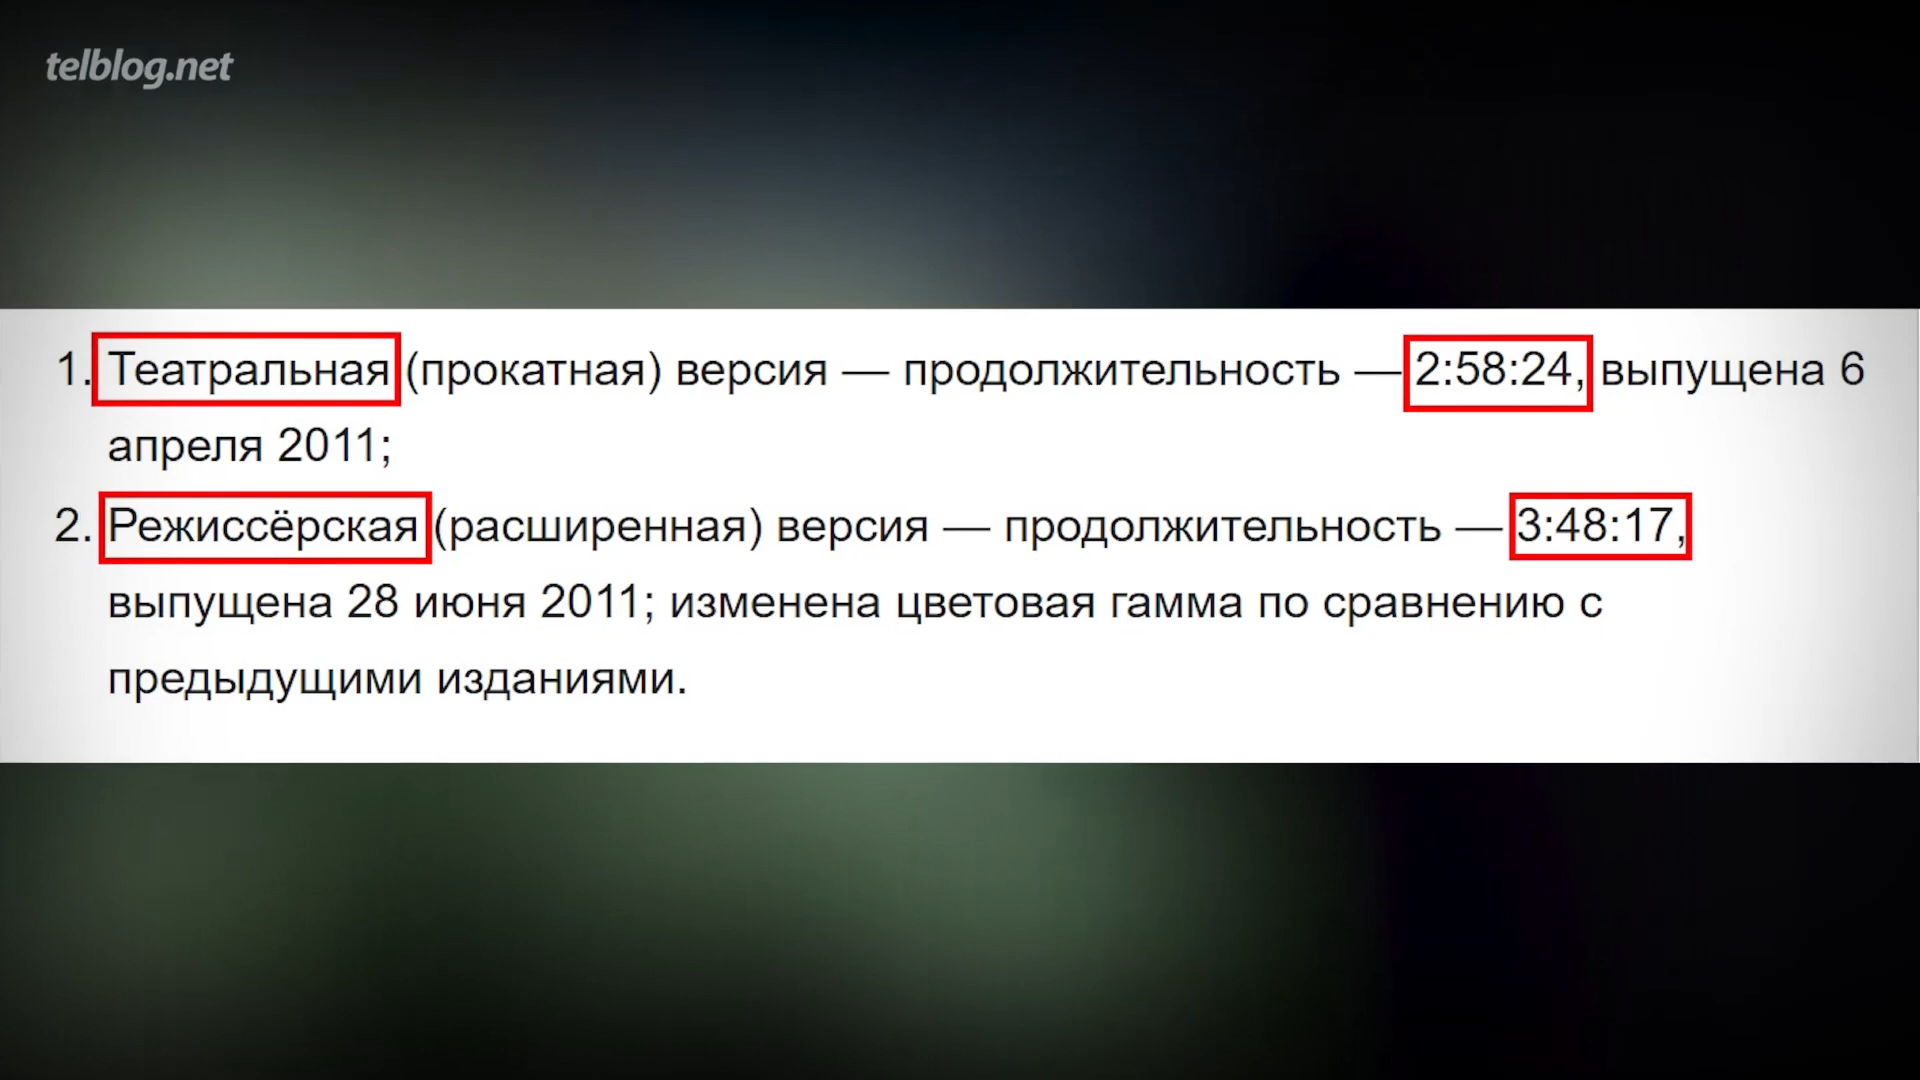 telblog.net
1. Театральная (прокатная) версия — продолжительность — 2:58:24, выпущена 6
апреля 2011;
2. Режиссёрская (расширенная) версия — продолжительность — 3:48:17,
выпущена 28 июня 2011; изменена цветовая гамма по сравнению с
предыдущими изданиями.